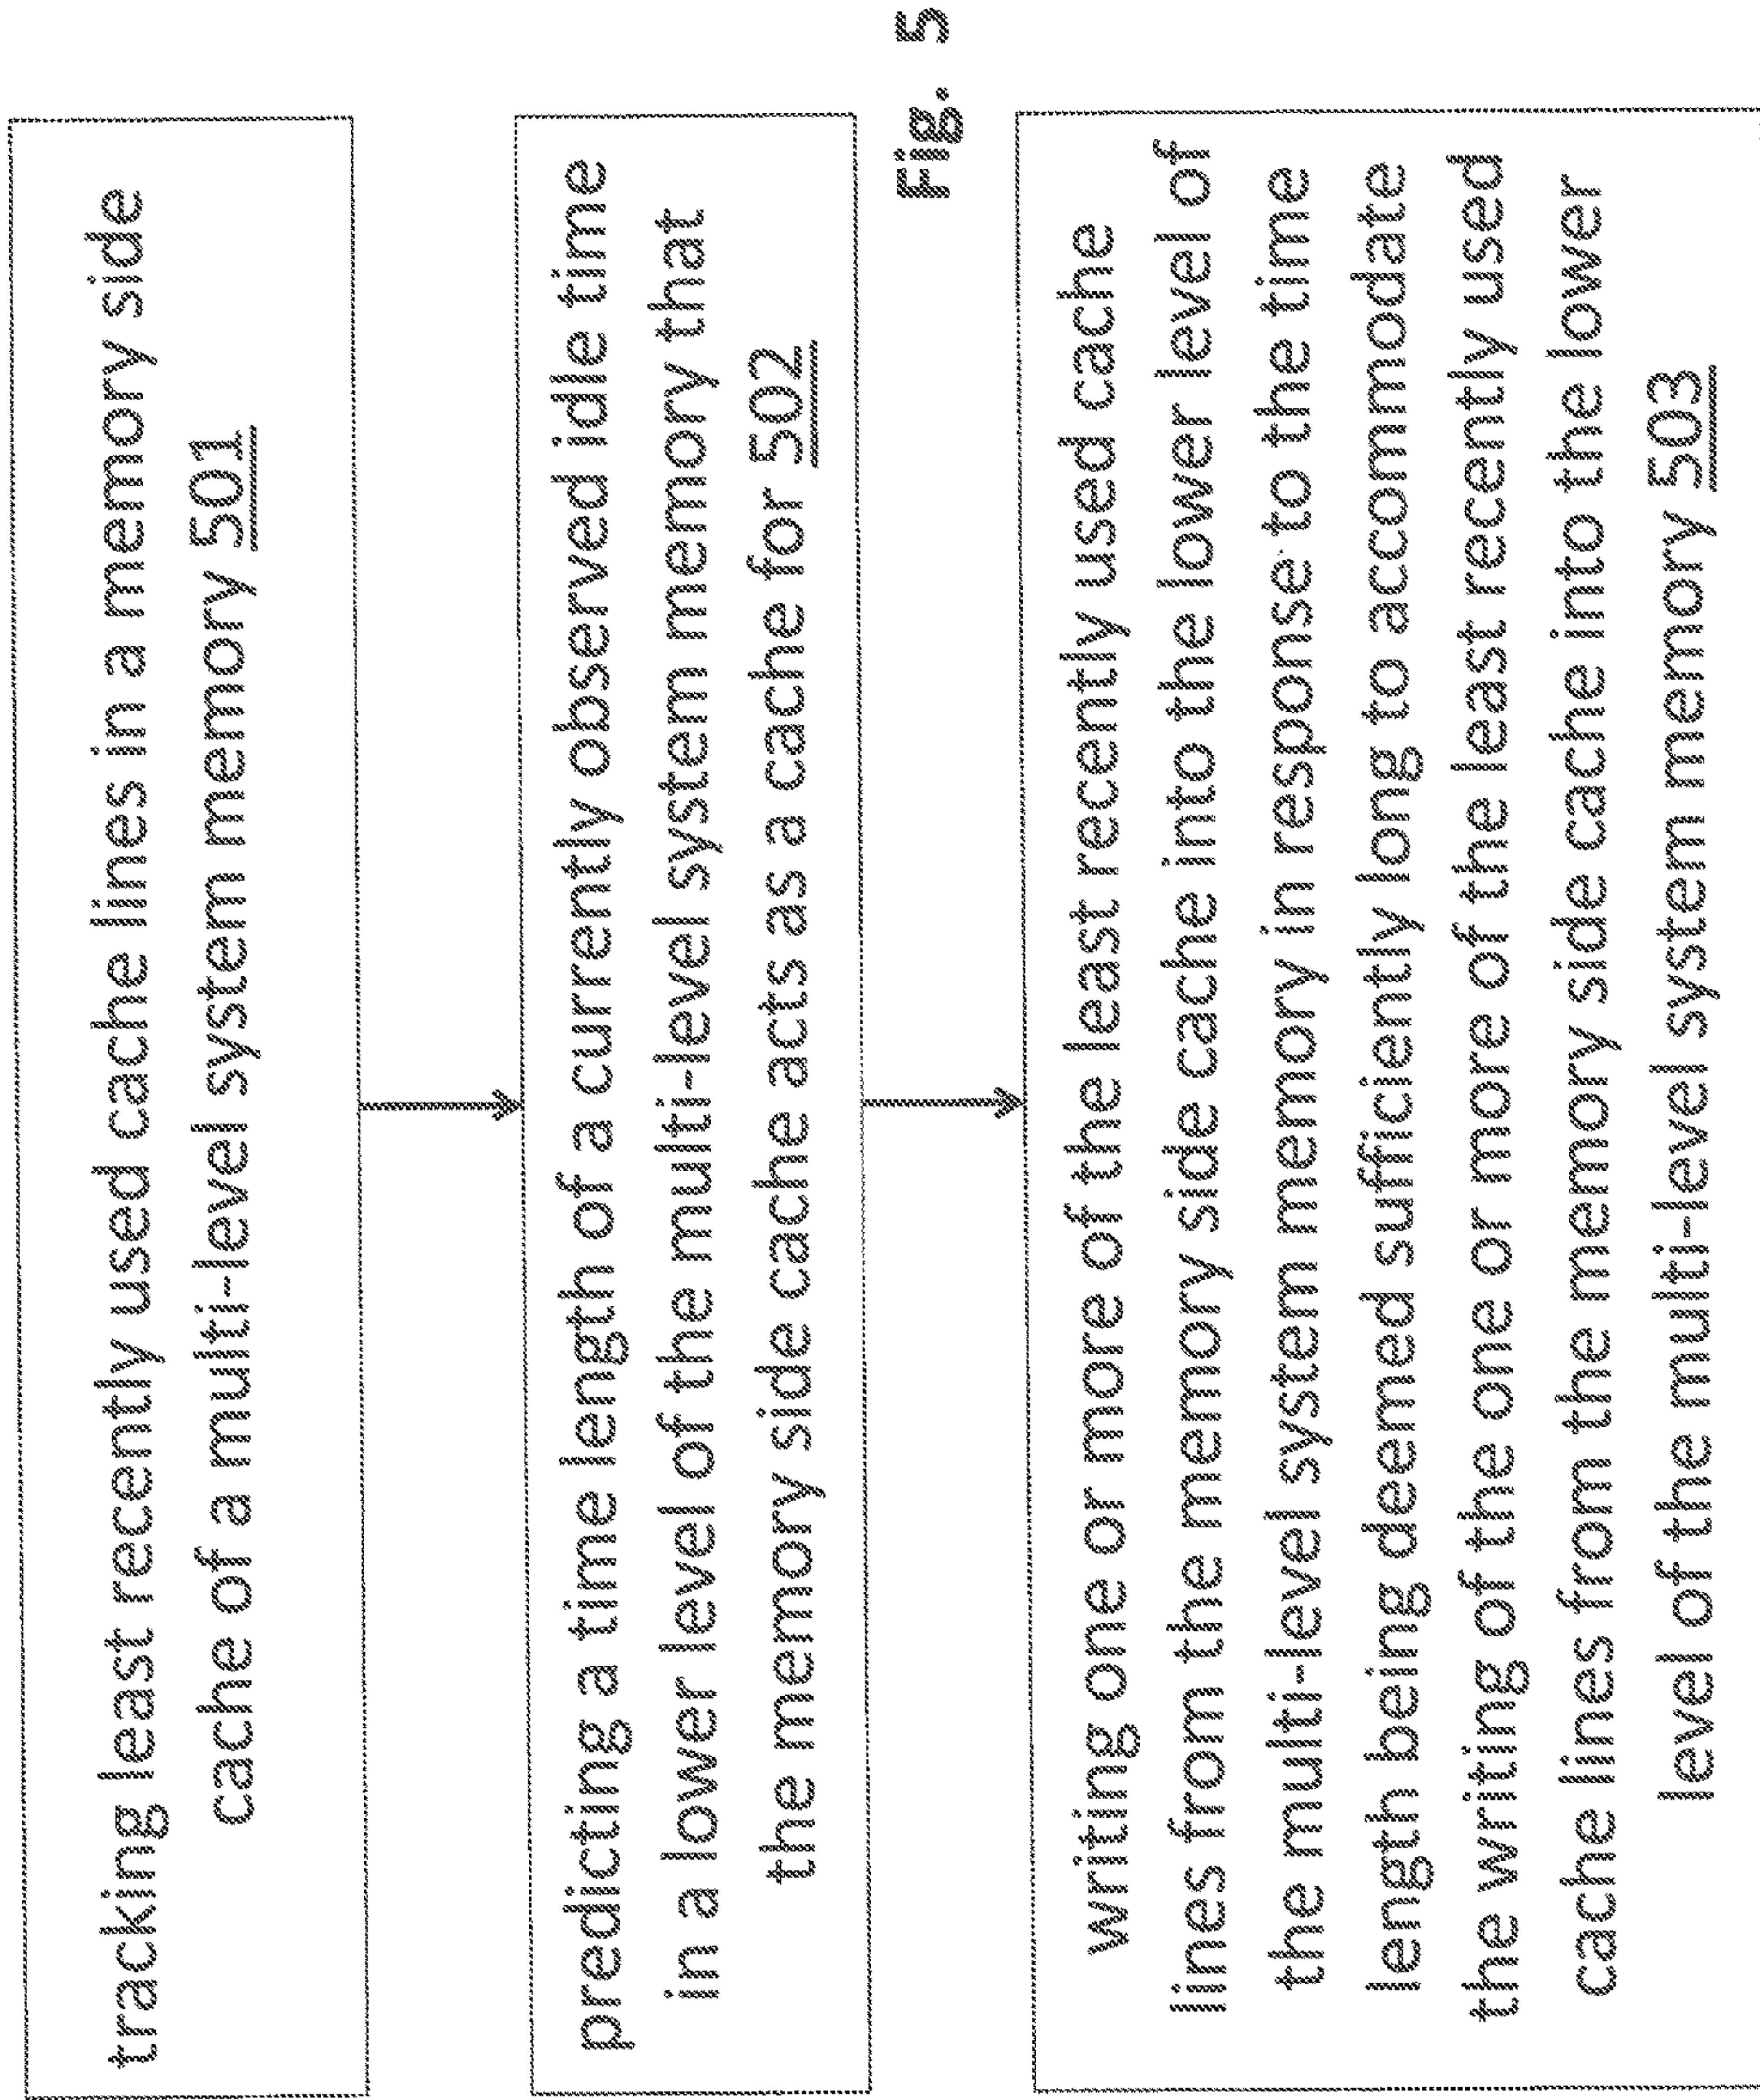 tracking least recently used cache lines in a memory side
cache of a multi-level system memory 501
predicting a time length of a currently observed idle time
in a lower level of the multi-level system memory that
the memory side cache acts as a cache for 502
writing one or more of the least recently used cache
lines from the memory side cache into the lower level of
the multi-level system memory in response to the time
length being deemed sufficiently long to accommodate
the writing of the one or more of the least recently used
cache lines from the memory side cache into the lower
level of the multi-level system memory 503
Fig. 5